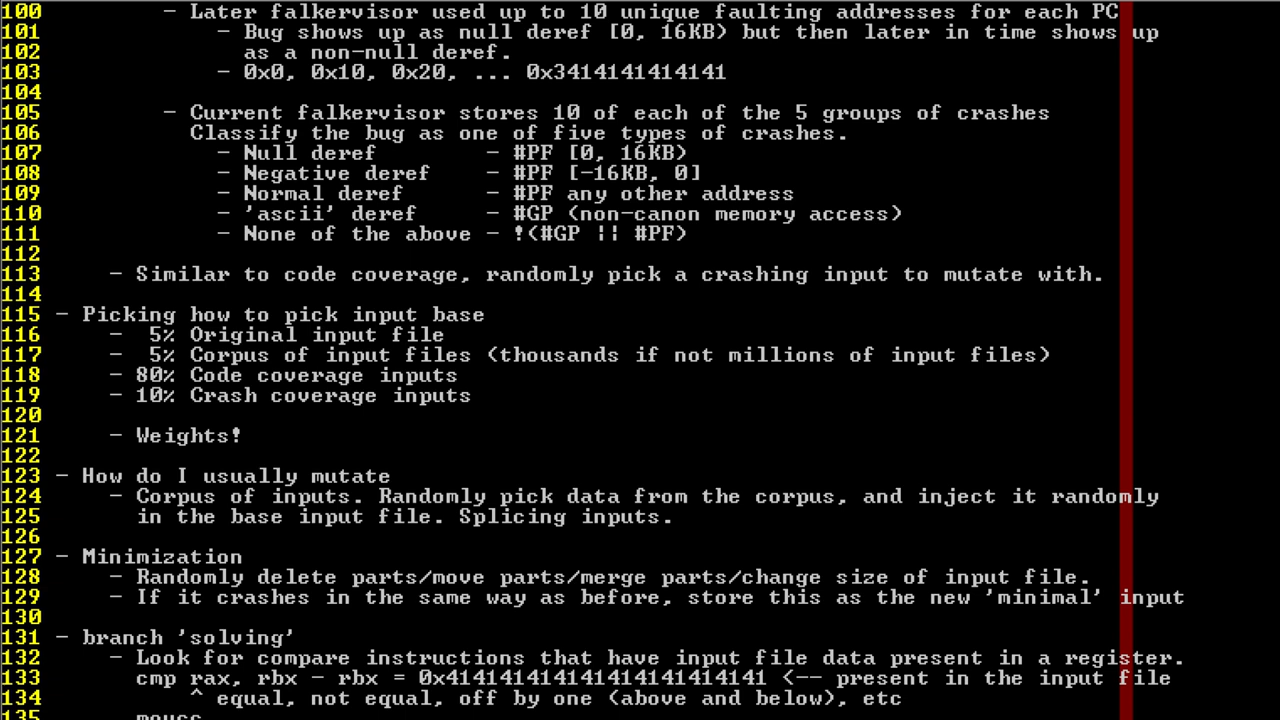 100         - Later falkervisor used up to 10 unique faulting addresses for each PC
101             - Bug shows up as null deref [0, 16KB) but then later in time shows up
102               as a non-null deref.
103             - 0x0, 0x10, 0x20, ... 0x3414141414141
104
105         - Current falkervisor stores 10 of each of the 5 groups of crashes
106           Classify the bug as one of five types of crashes.
107             - Null deref        - #PF [0, 16KB)
108             - Negative deref    - #PF [-16KB, 0]
109             - Normal deref      - #PF any other address
110             - 'ascii' deref     - #GP (non-canon memory access)
111             - None of the above - !(#GP || #PF)
112
113     - Similar to code coverage, randomly pick a crashing input to mutate with.
114
115 - Picking how to pick input base
116     -  5% Original input file
117     -  5% Corpus of input files (thousands if not millions of input files)
118     - 80% Code coverage inputs
119     - 10% Crash coverage inputs
120
121     - Weights!
122
123 - How do I usually mutate
124     - Corpus of inputs. Randomly pick data from the corpus, and inject it randomly
125       in the base input file. Splicing inputs.
126
127 - Minimization
128     - Randomly delete parts/move parts/merge parts/change size of input file.
129     - If it crashes in the same way as before, store this as the new 'minimal' input
130
131 - branch 'solving'
132     - Look for compare instructions that have input file data present in a register.
133       cmp rax, rbx - rbx = 0x414141414141414141414141 <-- present in the input file
134           ^ equal, not equal, off by one (above and below), etc
135